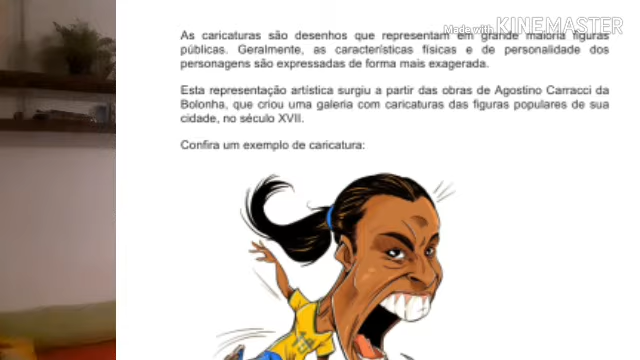 Made with KINEMASTER
As caricaturas são desenhos que representam em grande maioria figuras
públicas. Geralmente, as características físicas e de personalidade dos
personagens são expressadas de forma mais exagerada.
Esta representação artística surgiu a partir das obras de Agostino Carracci da
Bolonha, que criou uma galeria com caricaturas das figuras populares de sua
cidade, no século XVII.
Confira um exemplo de caricatura: